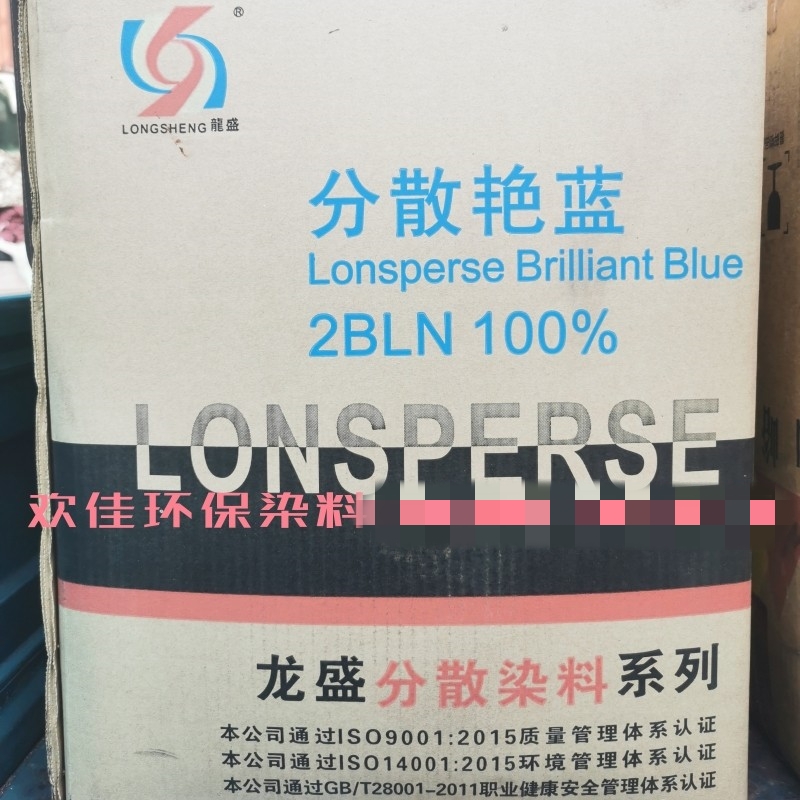 ®
LONGSHENG 龍盛
分散艳蓝
Lonsperse Brilliant Blue
2BLN 100%
LONSPERSE
欢佳环保染料
龙盛分散染料系列
本公司通过ISO9001:2015质量管理体系认证
本公司通过ISO14001:2015环境管理体系认证
本公司通过GB/T28001-2011职业健康安全管理体系认证